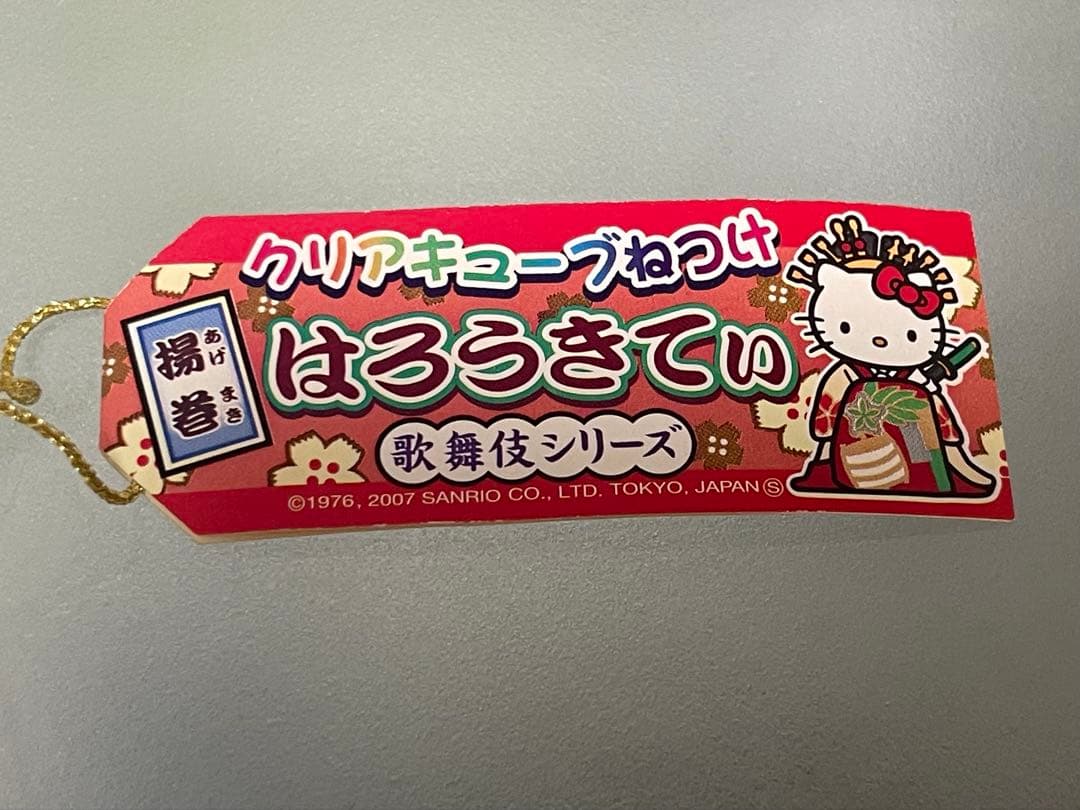 クリアキューブねつけ
はろうきてぃ
歌舞伎シリーズ
揚巻
あげまき
©1976, 2007 SANRIO CO., LTD. TOKYO, JAPAN Ⓢ